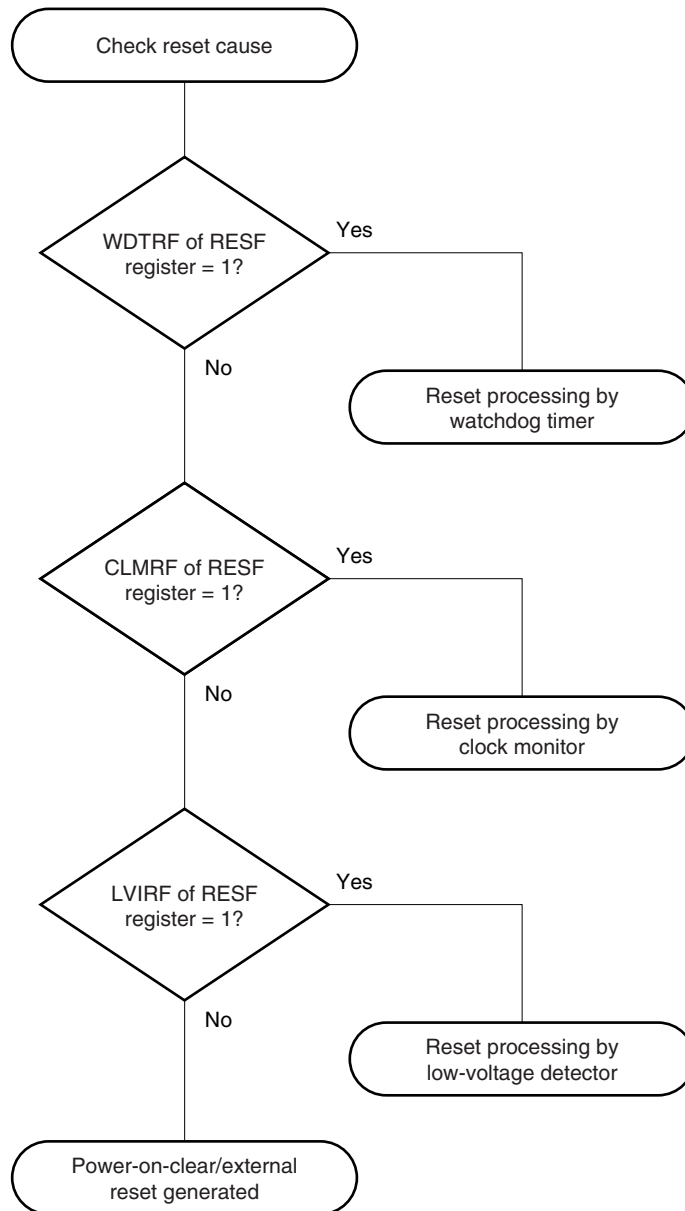 Check reset cause
WDTRF of RESF
register = 1?
Yes
No
Reset processing by
watchdog timer
CLMRF of RESF
register = 1?
Yes
No
Reset processing by
clock monitor
LVIRF of RESF
register = 1?
Yes
No
Reset processing by
low-voltage detector
Power-on-clear/external
reset generated